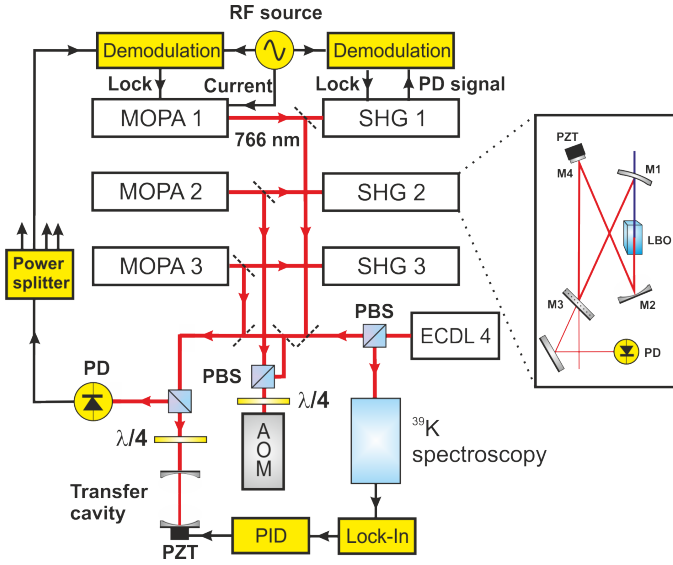 RF source
Demodulation
Demodulation
Lock
Current
Lock
PD signal
MOPA 1
SHG 1
766 nm
MOPA 2
SHG 2
MOPA 3
SHG 3
PZT
M4
M1
LBO
M3
M2
PD
Power
splitter
PBS
ECDL 4
PD
PBS
λ/4
λ/4
AOM
³⁹K
spectroscopy
Transfer
cavity
PZT
PID
Lock-In